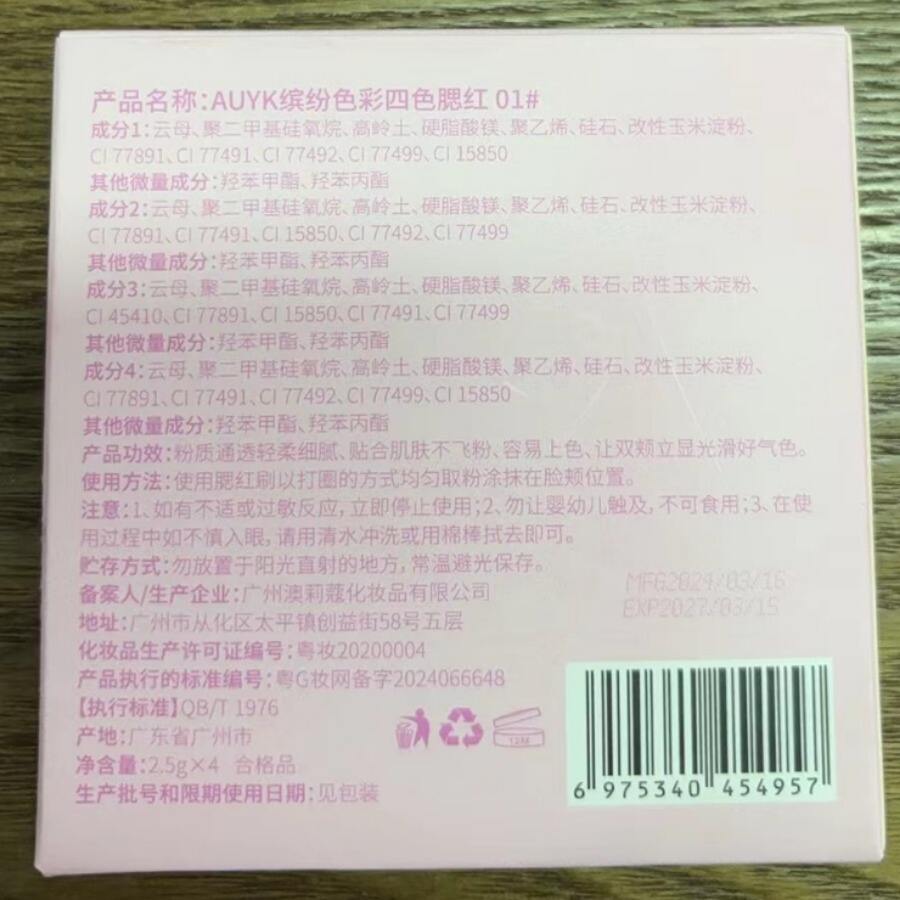 产品名称：AUYK缤纷色彩四色腮红 01#
成分1：云母、聚二甲基硅氧烷、高岭土、硬脂酸镁、聚乙烯、硅石、改性玉米淀粉、
CI 77891、CI 77491、CI 77492、CI 77499、CI 15850
其他微量成分：羟苯甲酯、羟苯丙酯
成分2：云母、聚二甲基硅氧烷、高岭土、硬脂酸镁、聚乙烯、硅石、改性玉米淀粉、
CI 77891、CI 77491、CI 15850、CI 77492、CI 77499
其他微量成分：羟苯甲酯、羟苯丙酯
成分3：云母、聚二甲基硅氧烷、高岭土、硬脂酸镁、聚乙烯、硅石、改性玉米淀粉、
CI 45410、CI 77891、CI 15850、CI 77491、CI 77499
其他微量成分：羟苯甲酯、羟苯丙酯
成分4：云母、聚二甲基硅氧烷、高岭土、硬脂酸镁、聚乙烯、硅石、改性玉米淀粉、
CI 77891、CI 77491、CI 77492、CI 77499、CI 15850
其他微量成分：羟苯甲酯、羟苯丙酯
产品功效：粉质通透轻柔细腻、贴合肌肤不飞粉、容易上色、让双颊立显光滑好气色。
使用方法：使用腮红刷以打圈的方式均匀取粉涂抹在脸颊位置。
注意：1、如有不适或过敏反应，立即停止使用；2、勿让婴幼儿触及，不可食用；3、在使
用过程中如不慎入眼，请用清水冲洗或用棉棒拭去即可。
贮存方式：勿放置于阳光直射的地方，常温避光保存。
备案人/生产企业：广州澳莉蔻化妆品有限公司
MFG2024/03/16
EXP2027/03/15
地址：广州市从化区太平镇创益街58号五层
化妆品生产许可证编号：粤妆20200004
产品执行的标准编号：粤G妆网备字2024066648
【执行标准】QB/T 1976
产地：广东省广州市
12M
净含量：2.5g×4 合格品
生产批号和限期使用日期：见包装
6 975340 454957